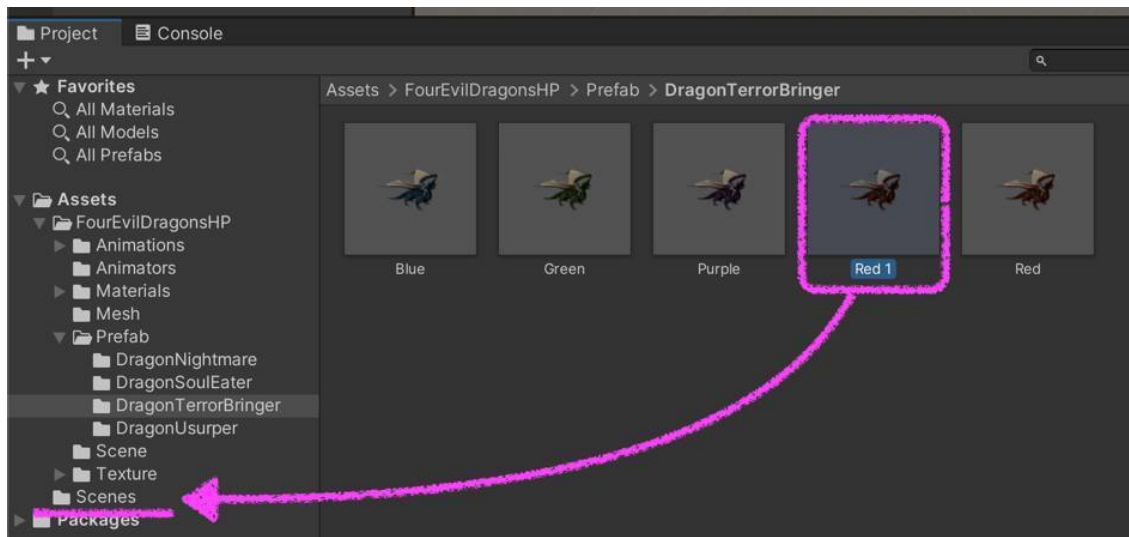 Project
Console
Favorites
All Materials
All Models
All Prefabs
Assets
FourEvilDragonsHP
Animations
Animators
Materials
Mesh
Prefab
DragonNightmare
DragonSoulEater
DragonTerrorBringer
DragonUsurper
Scene
Texture
Scenes
Packages
Assets > FourEvilDragonsHP > Prefab > DragonTerrorBringer
Blue Green Purple Red 1 Red